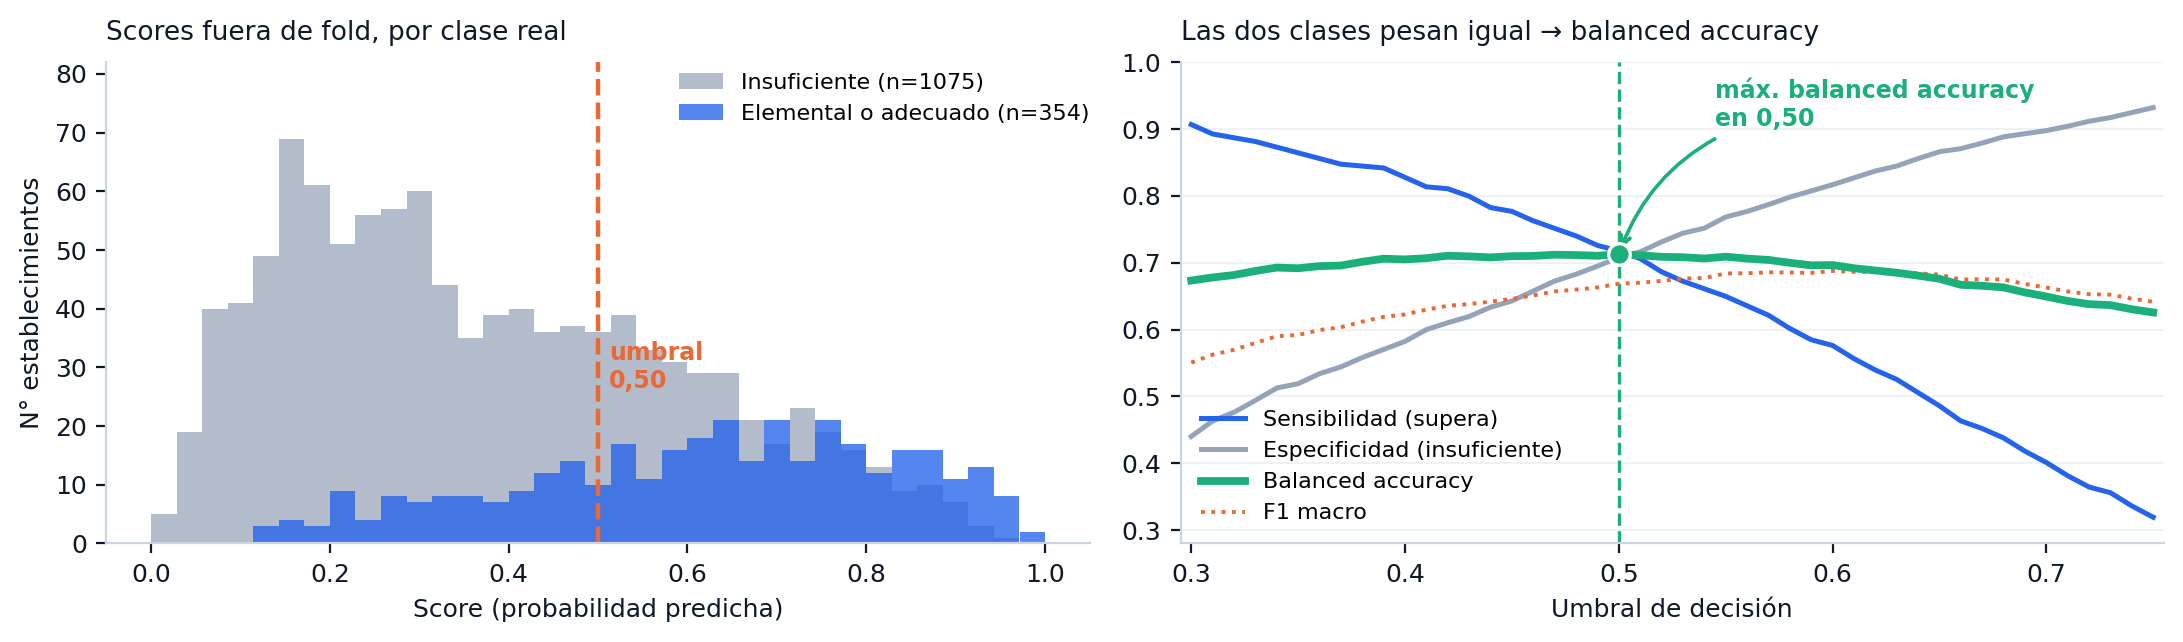 Scores fuera de fold, por clase real
80
70
60
50
40
30
20
10
0
N° establecimientos
Insuficiente (n=1075)
Elemental o adecuado (n=354)
umbral
0,50
0.0
0.2
0.4
0.6
0.8
1.0
Score (probabilidad predicha)
Las dos clases pesan igual → balanced accuracy
1.0
0.9
0.8
0.7
0.6
0.5
0.4
0.3
máx. balanced accuracy
en 0,50
Sensibilidad (supera)
Especificidad (insuficiente)
Balanced accuracy
F1 macro
0.3
0.4
0.5
0.6
0.7
Umbral de decisión